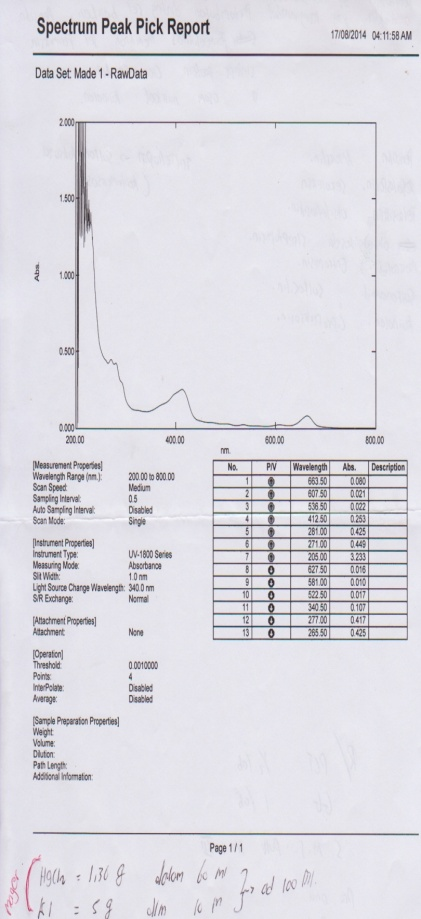 Spectrum Peak Pick Report
17/08/2014 04:11:58 AM
Data Set: Made 1 - RawData
2.000
1.500
1.000
0.500
0.000
Abs.
200.00 400.00 600.00 800.00
nm.
[Measurement Properties]
Wavelength Range (nm.): 200.00 to 800.00
Scan Speed: Medium
Sampling Interval: 0.5
Auto Sampling Interval: Disabled
Scan Mode: Single
[Instrument Properties]
Instrument Type: UV-1800 Series
Measuring Mode: Absorbance
Slit Width: 1.0 nm
Light Source Change Wavelength: 340.0 nm
S/R Exchange: Normal
[Attachment Properties]
Attachment: None
[Operation]
Threshold: 0.0010000
Points: 4
InterPolate: Disabled
Average: Disabled
[Sample Preparation Properties]
Weight:
Volume:
Dilution:
Path Length:
Additional Information:
No. P/V Wavelength Abs. Description
1 663.50 0.080
2 607.50 0.021
3 536.50 0.022
4 412.50 0.253
5 281.00 0.425
6 271.00 0.449
7 205.00 3.233
8 627.50 0.016
9 581.00 0.010
10 522.50 0.017
11 340.50 0.107
12 277.00 0.417
13 265.50 0.425
Page 1 / 1
HgCl2 = 1,36 g dalam 60 ml
ad 100 ml.
KI = 5 g dlm 10 m